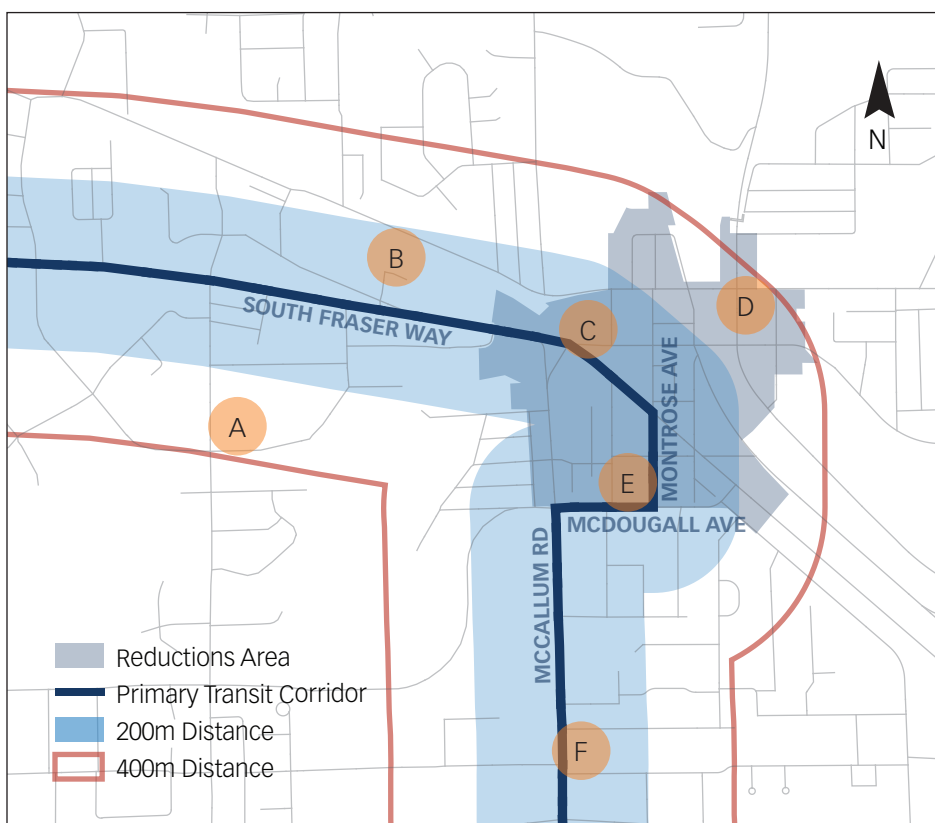 N
B
D
SOUTH FRASER WAY
C
A
MONTROSE AVE
E
MCDOUGALL AVE
MCCALLUM RD
F
Reductions Area
Primary Transit Corridor
200m Distance
400m Distance